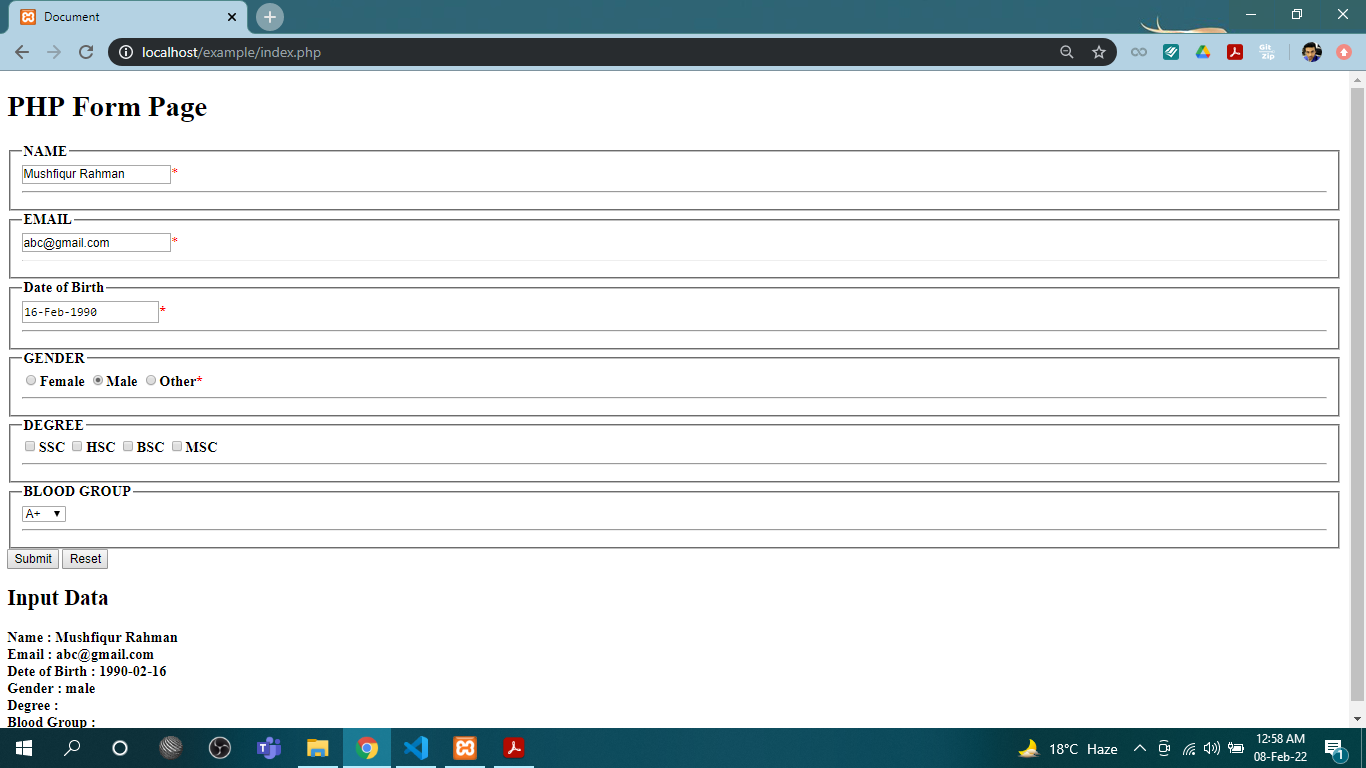 Document
localhost/example/index.php
Git
Zip
PHP Form Page
NAME
Mushfiqur Rahman*
EMAIL
abc@gmail.com*
Date of Birth
16-Feb-1990*
GENDER
Female Male Other*
DEGREE
SSC HSC BSC MSC
BLOOD GROUP
A+
Submit Reset
Input Data
Name : Mushfiqur Rahman
Email : abc@gmail.com
Dete of Birth : 1990-02-16
Gender : male
Degree :
Blood Group :
18°C Haze
12:58 AM
08-Feb-22
1